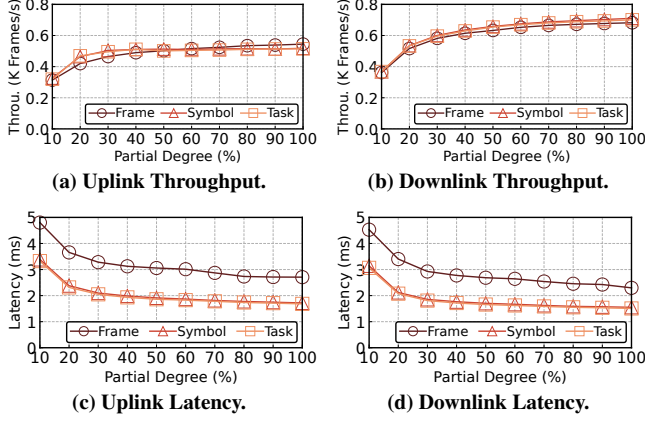 0.8
0.6
0.4
0.2
0.0
Throu. (K Frames/s)
Frame Symbol Task
10 20 30 40 50 60 70 80 90 100
Partial Degree (%)
(a) Uplink Throughput.
0.8
0.6
0.4
0.2
0.0
Throu. (K Frames/s)
Frame Symbol Task
10 20 30 40 50 60 70 80 90 100
Partial Degree (%)
(b) Downlink Throughput.
5
4
3
2
1
0
Latency (ms)
Frame Symbol Task
10 20 30 40 50 60 70 80 90 100
Partial Degree (%)
(c) Uplink Latency.
5
4
3
2
1
0
Latency (ms)
Frame Symbol Task
10 20 30 40 50 60 70 80 90 100
Partial Degree (%)
(d) Downlink Latency.